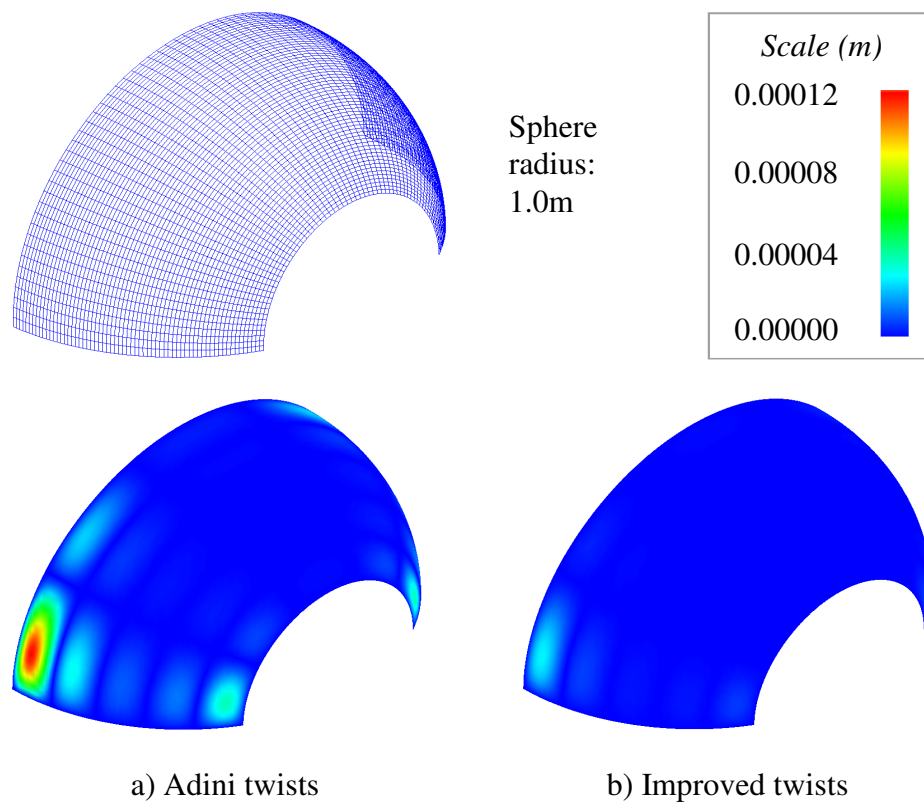 Sphere
radius:
1.0m
Scale (m)
0.00012
0.00008
0.00004
0.00000
a) Adini twists
b) Improved twists